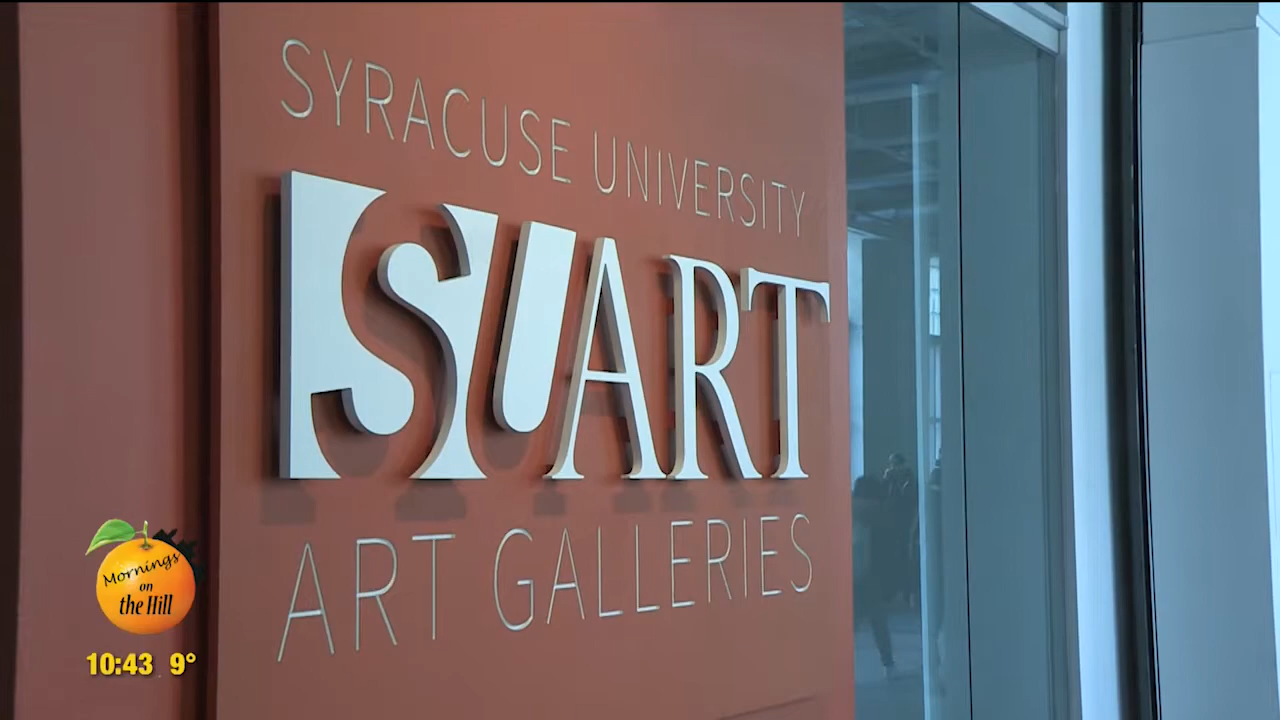 SYRACUSE UNIVERSITY
SUART
ART GALLERIES
Mornings
on
the Hill
10:43 9°